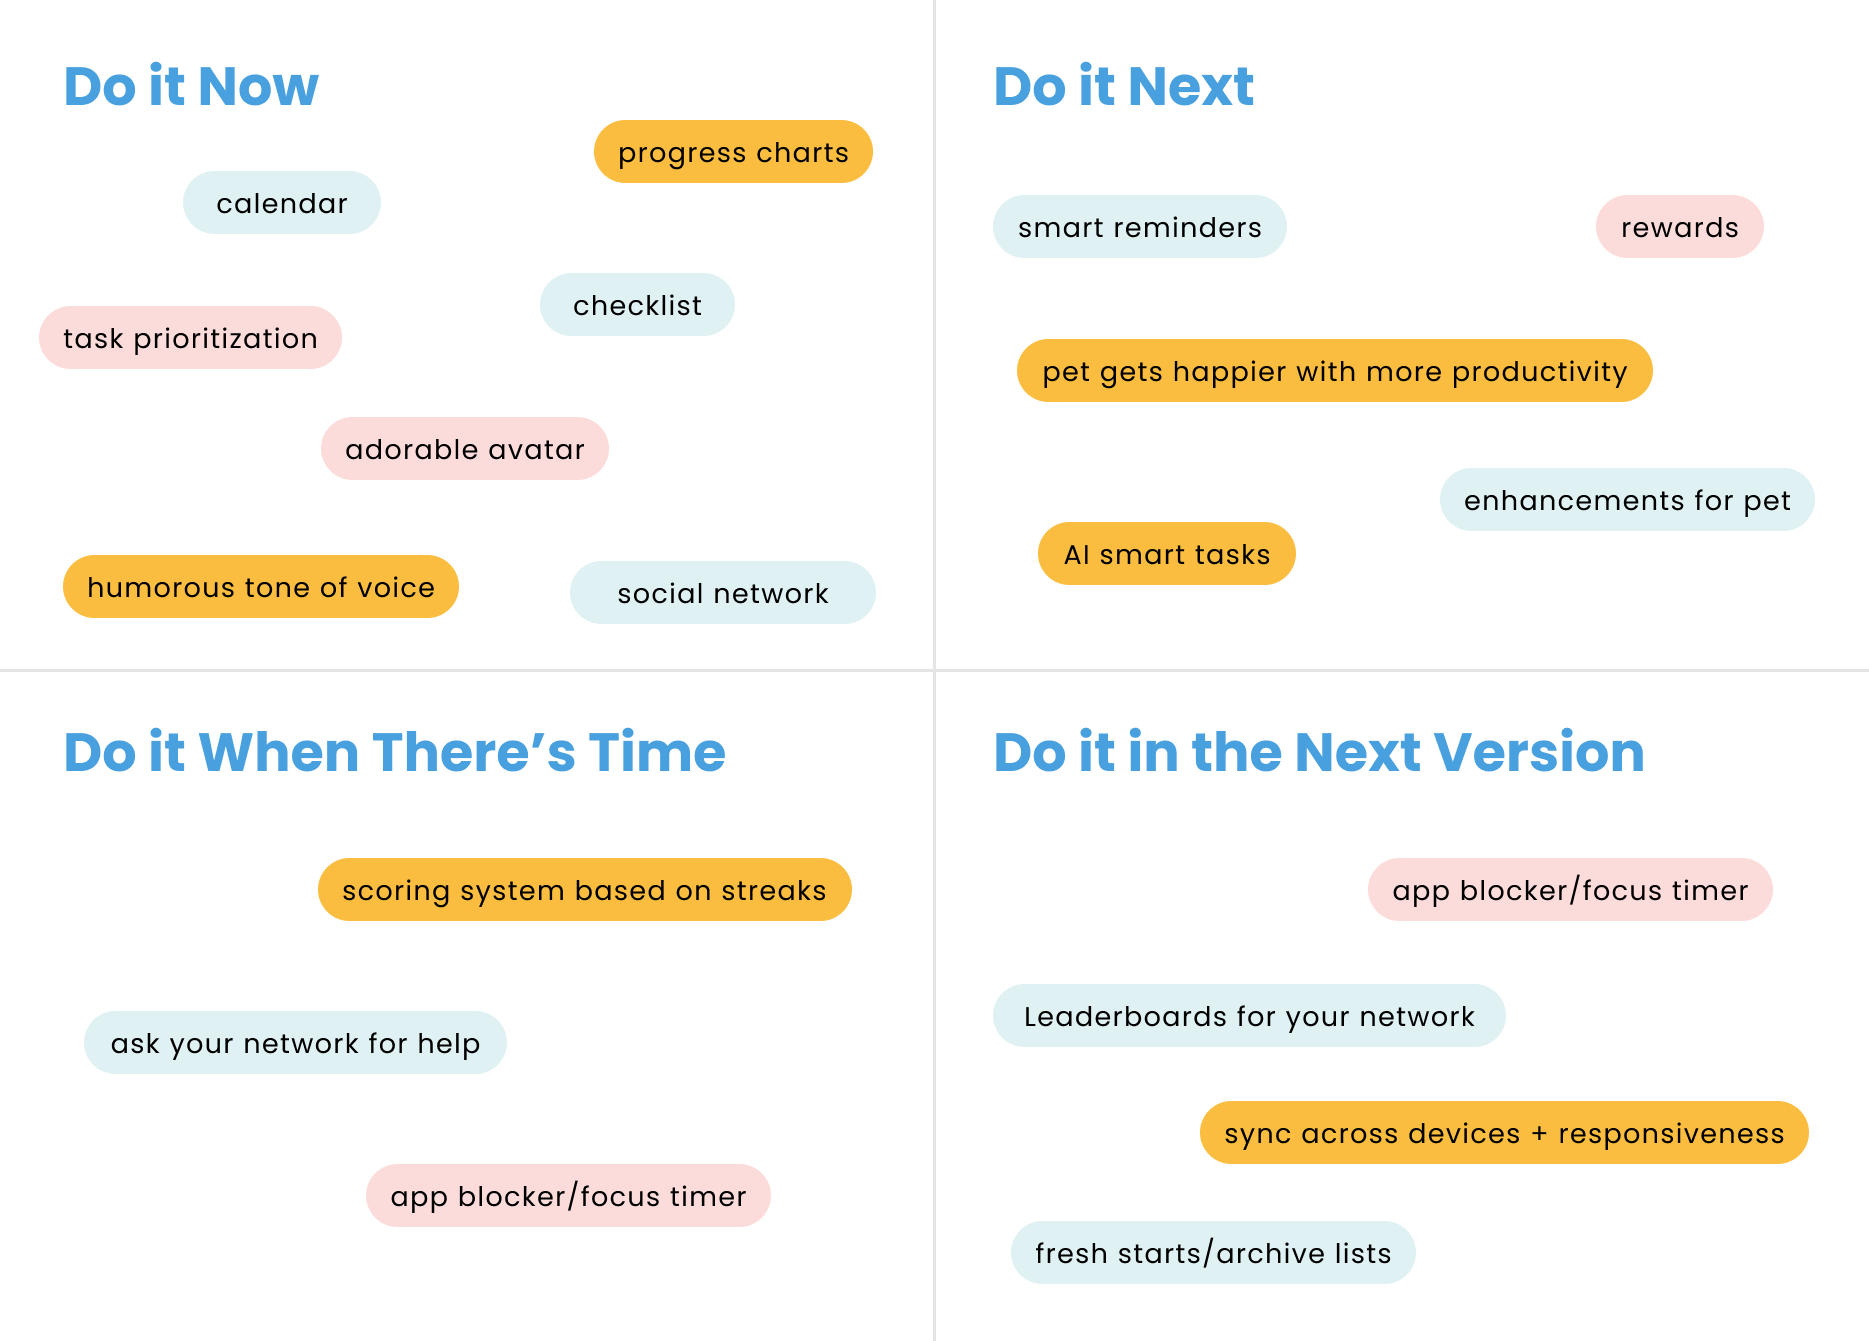 Do it Now
progress charts
calendar
checklist
task prioritization
adorable avatar
humorous tone of voice
social network
Do it Next
smart reminders
rewards
pet gets happier with more productivity
enhancements for pet
AI smart tasks
Do it When There’s Time
scoring system based on streaks
ask your network for help
app blocker/focus timer
Do it in the Next Version
app blocker/focus timer
Leaderboards for your network
sync across devices + responsiveness
fresh starts/archive lists